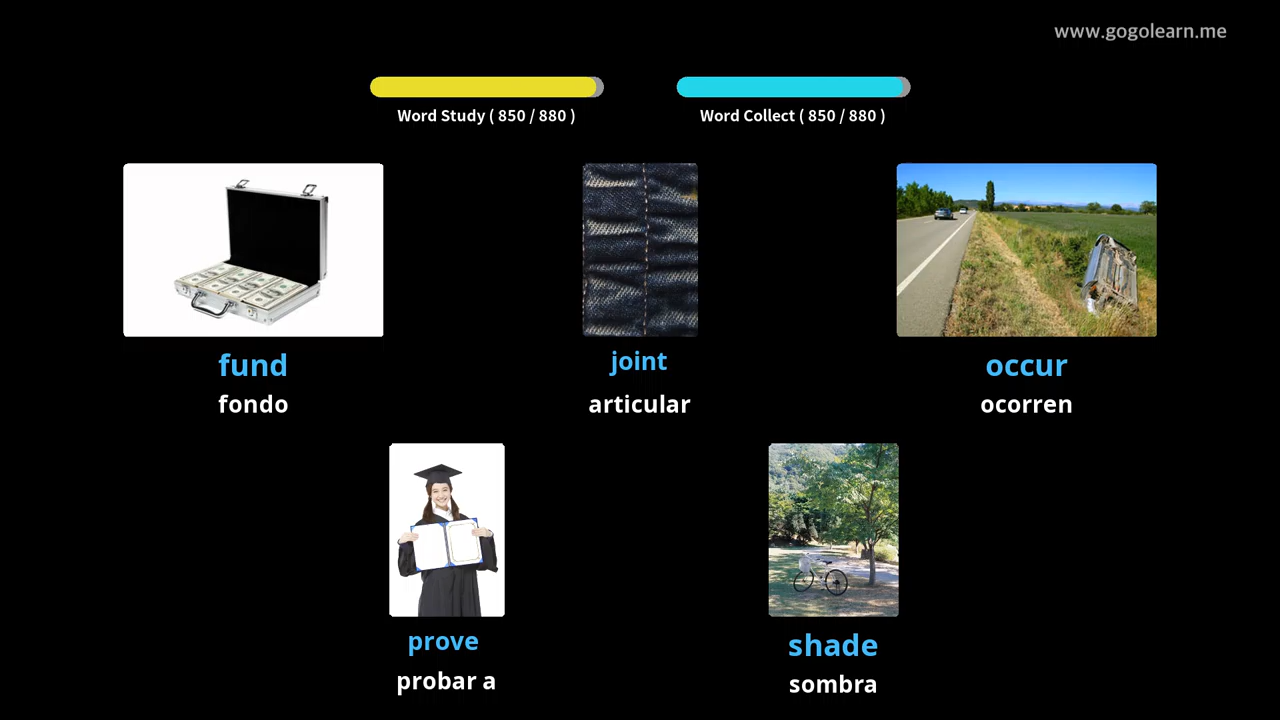 www.gogolearn.me
Word Study ( 850 / 880 )
Word Collect ( 850 / 880 )
fund
fondo
joint
articular
occur
ocorren
prove
probar a
shade
sombra